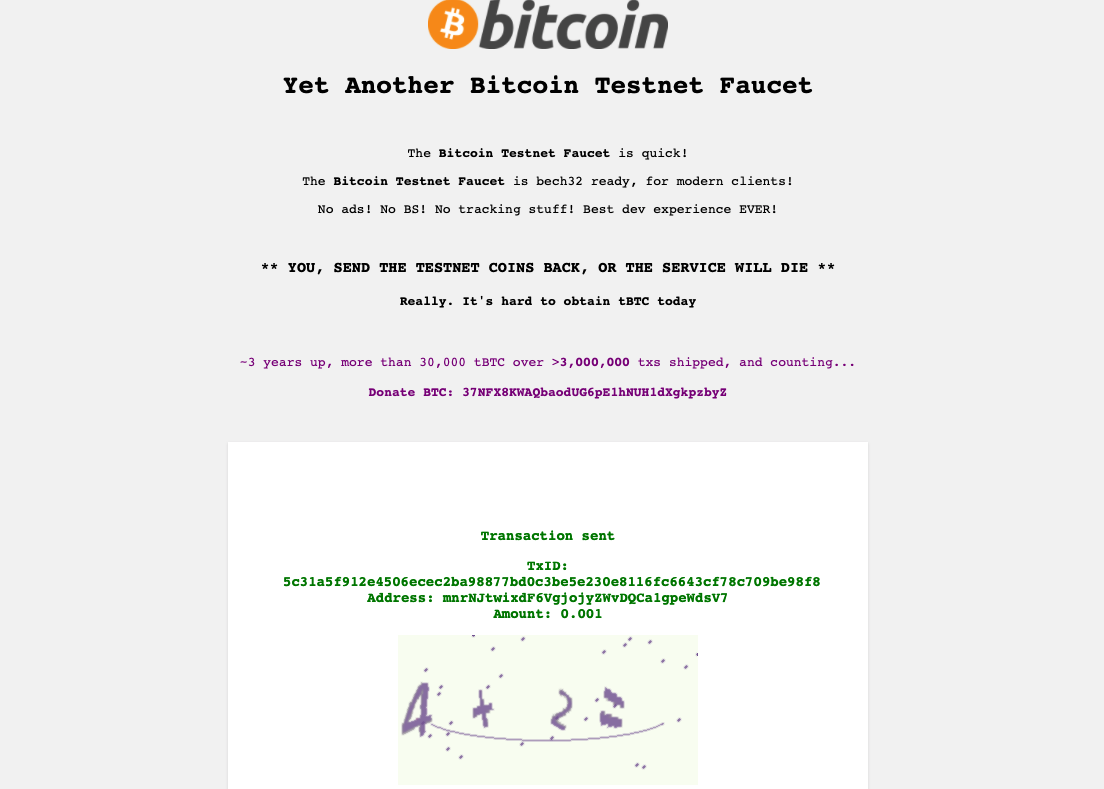 bitcoin
Yet Another Bitcoin Testnet Faucet
The Bitcoin Testnet Faucet is quick!
The Bitcoin Testnet Faucet is bech32 ready, for modern clients!
No ads! No BS! No tracking stuff! Best dev experience EVER!
** YOU, SEND THE TESTNET COINS BACK, OR THE SERVICE WILL DIE **
Really. It's hard to obtain tBTC today
~3 years up, more than 30,000 tBTC over >3,000,000 txs shipped, and counting...
Donate BTC: 37NFX8KWAQbaodUG6pE1hNUH1dXgkpzbyZ
Transaction sent
TxID:
5c31a5f912e4506ecec2ba98877bd0c3be5e230e8116fc6643cf78c709be98f8
Address: mnrNJtwixdF6VgjojyZWvDQCa1gpeWdsV7
Amount: 0.001